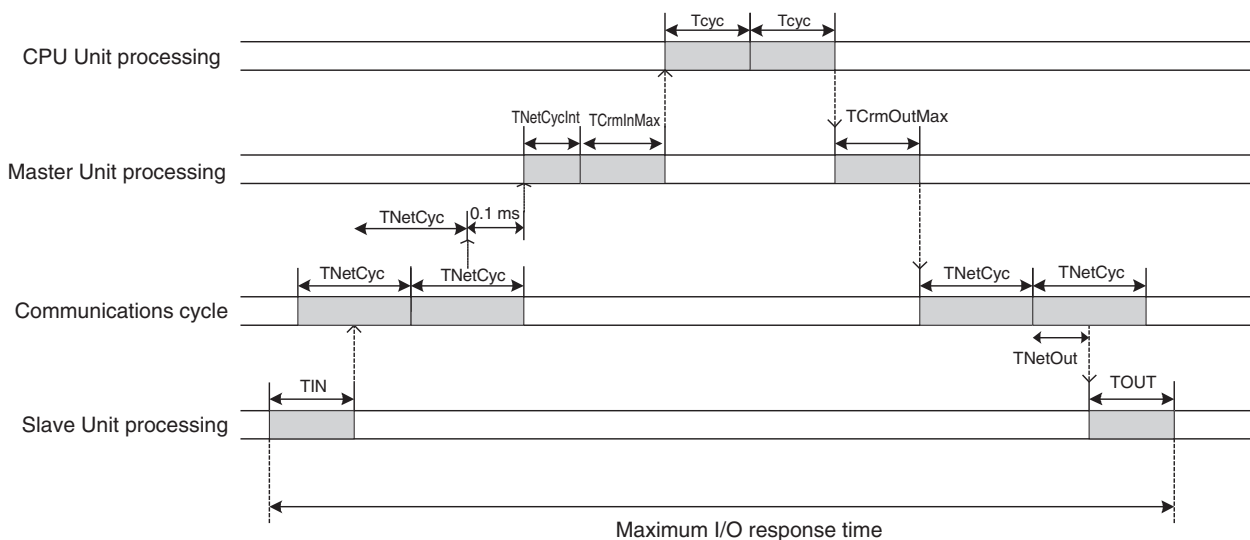 Tcyc Tcyc
CPU Unit processing
TNetCycInt TCrmInMax TCrmOutMax
Master Unit processing
TNetCyc 0.1 ms
TNetCyc TNetCyc TNetCyc TNetCyc
Communications cycle
TNetOut
TIN TOUT
Slave Unit processing
Maximum I/O response time